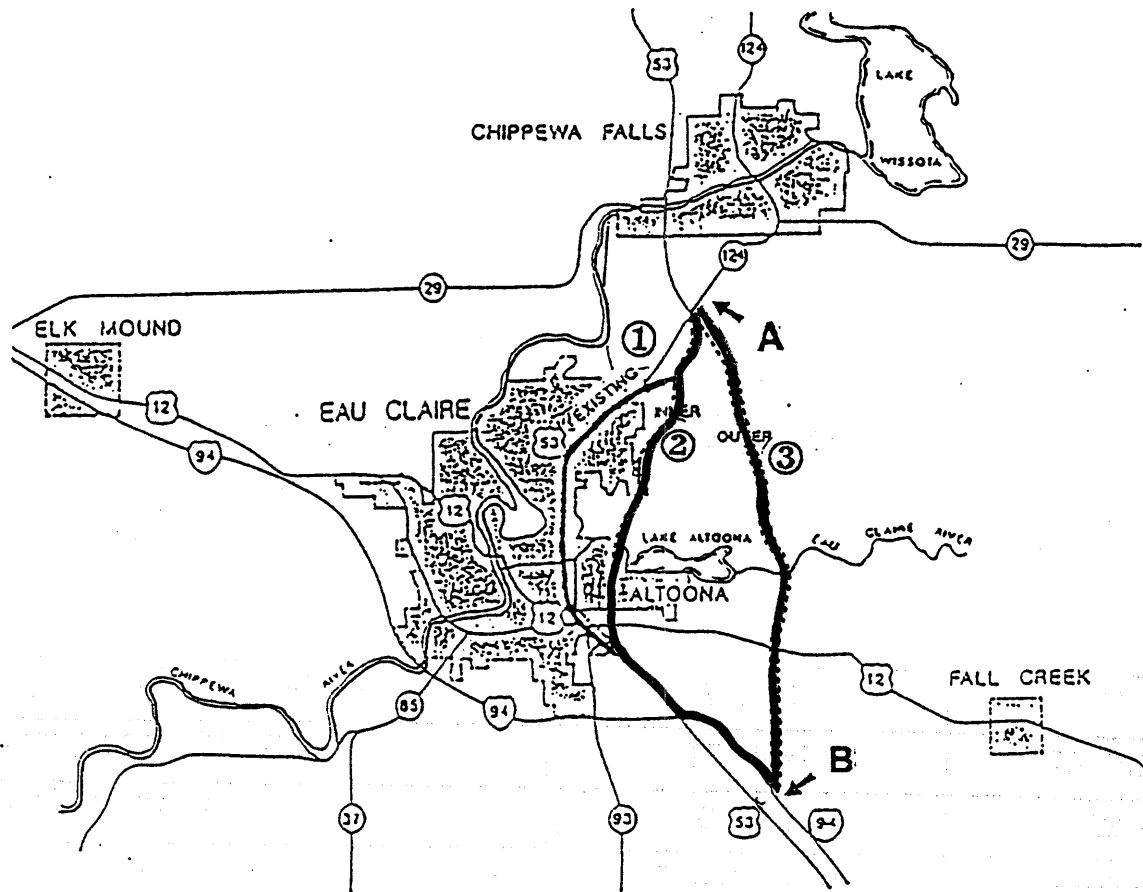 53
124
LAKE
WISSOTA
CHIPPEWA FALLS
124
29
29
ELK MOUND
A
1
EXISTING
12
EAU CLAIRE
INNER
53
2
OUTER
3
94
12
LAKE ALTOONA
EAU CLAIRE RIVER
ALTOONA
12
12
FALL CREEK
CHIPPEWA RIVER
85
94
B
37
93
53
94